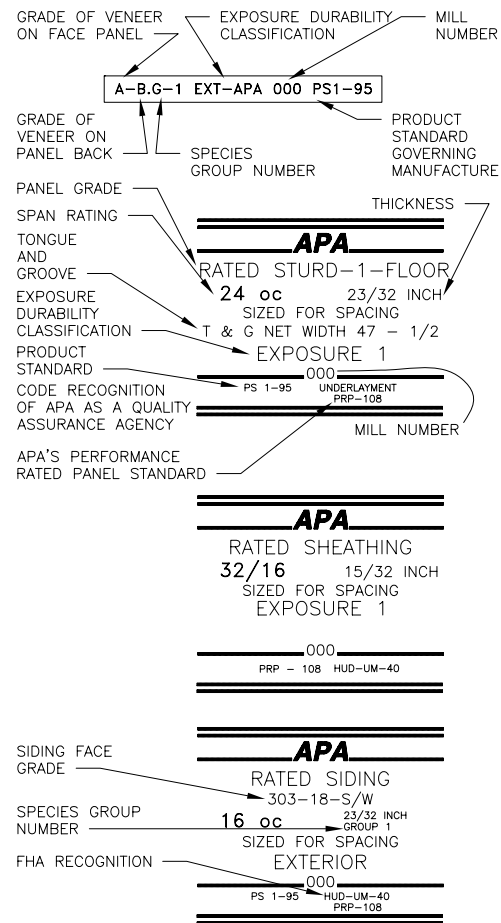 GRADE OF VENEER
ON FACE PANEL
EXPOSURE DURABILITY
CLASSIFICATION
MILL
NUMBER
A-B.G-1 EXT-APA 000 PS1-95
GRADE OF
VENEER ON
PANEL BACK
SPECIES
GROUP NUMBER
PRODUCT
STANDARD
GOVERNING
MANUFACTURE
PANEL GRADE
THICKNESS
SPAN RATING
TONGUE
AND
GROOVE
EXPOSURE
DURABILITY
CLASSIFICATION
PRODUCT
STANDARD
CODE RECOGNITION
OF APA AS A QUALITY
ASSURANCE AGENCY
APA'S PERFORMANCE
RATED PANEL STANDARD
APA
RATED STURD-1-FLOOR
24 oc 23/32 INCH
SIZED FOR SPACING
T & G NET WIDTH 47 - 1/2
EXPOSURE 1
000
PS 1-95 UNDERLAYMENT
PRP-108
MILL NUMBER
APA
RATED SHEATHING
32/16 15/32 INCH
SIZED FOR SPACING
EXPOSURE 1
000
PRP - 108 HUD-UM-40
SIDING FACE
GRADE
SPECIES GROUP
NUMBER
FHA RECOGNITION
APA
RATED SIDING
303-18-S/W
16 oc 23/32 INCH
GROUP 1
SIZED FOR SPACING
EXTERIOR
000
PS 1-95 HUD-UM-40
PRP-108